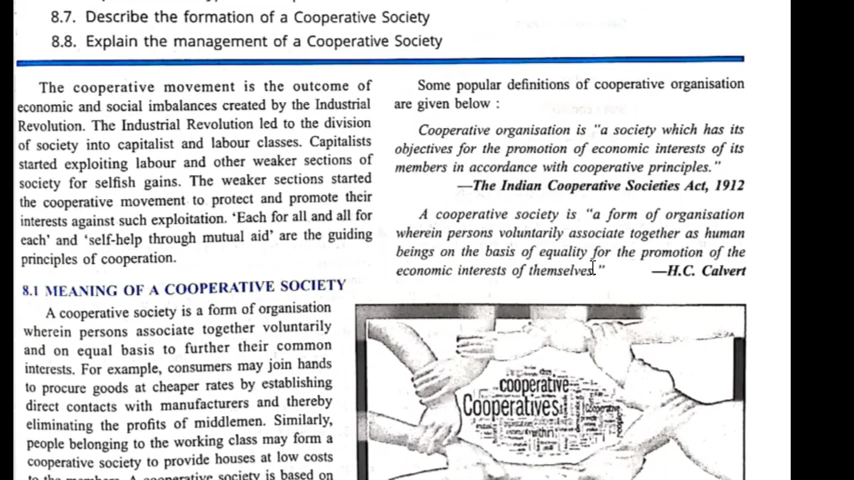 8.7. Describe the formation of a Cooperative Society
8.8. Explain the management of a Cooperative Society
The cooperative movement is the outcome of
economic and social imbalances created by the Industrial
Revolution. The Industrial Revolution led to the division
of society into capitalist and labour classes. Capitalists
started exploiting labour and other weaker sections of
society for selfish gains. The weaker sections started
the cooperative movement to protect and promote their
interests against such exploitation. 'Each for all and all for
each' and 'self-help through mutual aid' are the guiding
principles of cooperation.
8.1 MEANING OF A COOPERATIVE SOCIETY
A cooperative society is a form of organisation
wherein persons associate together voluntarily
and on equal basis to further their common
interests. For example, consumers may join hands
to procure goods at cheaper rates by establishing
direct contacts with manufacturers and thereby
eliminating the profits of middlemen. Similarly,
people belonging to the working class may form a
cooperative society to provide houses at low costs
to the members. A cooperative society is based on
Some popular definitions of cooperative organisation
are given below :
Cooperative organisation is "a society which has its
objectives for the promotion of economic interests of its
members in accordance with cooperative principles."
—The Indian Cooperative Societies Act, 1912
A cooperative society is "a form of organisation
wherein persons voluntarily associate together as human
beings on the basis of equality for the promotion of the
economic interests of themselves." —H.C. Calvert
cooperative
Cooperatives